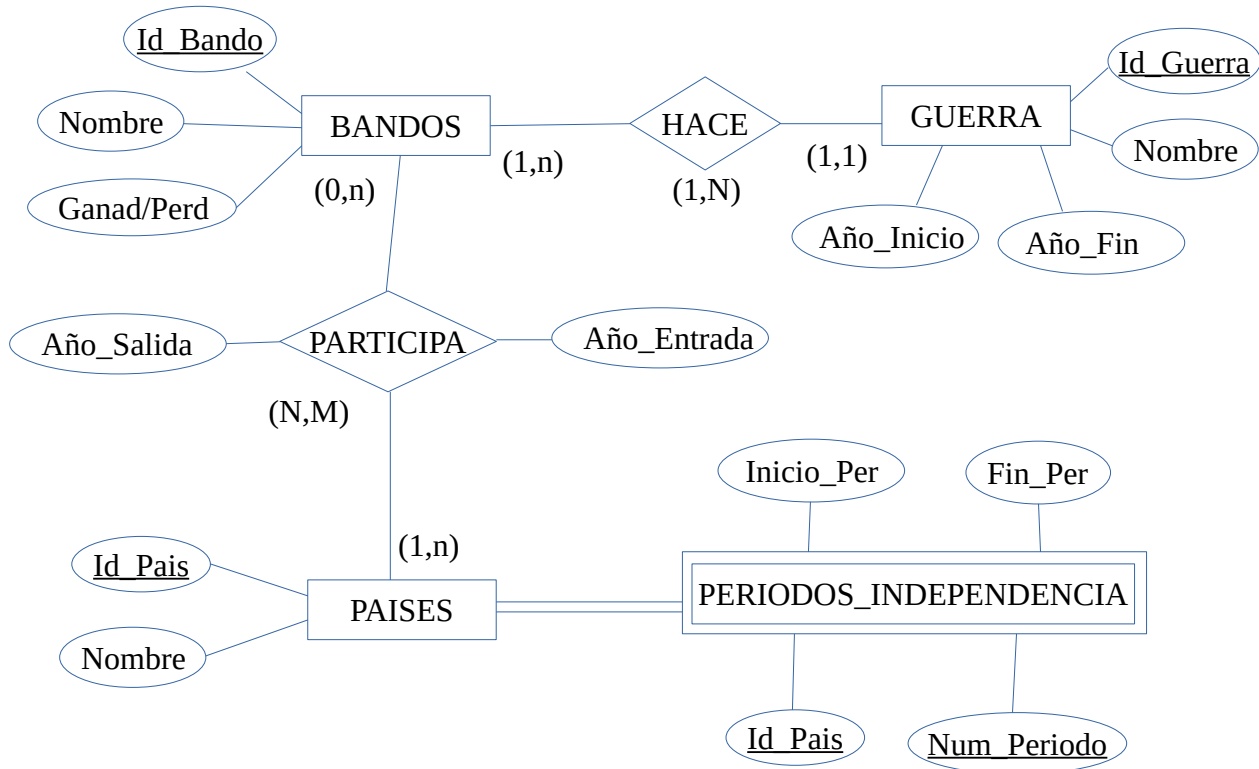 Id_Bando
Id_Guerra
Nombre
BANDOS
HACE
GUERRA
Nombre
(1,n)
(1,1)
(0,n)
(1,N)
Ganad/Perd
Año_Inicio
Año_Fin
Año_Salida
PARTICIPA
Año_Entrada
(N,M)
Inicio_Per
Fin_Per
(1,n)
Id_Pais
PAISES
PERIODOS_INDEPENDENCIA
Nombre
Id_Pais
Num_Periodo